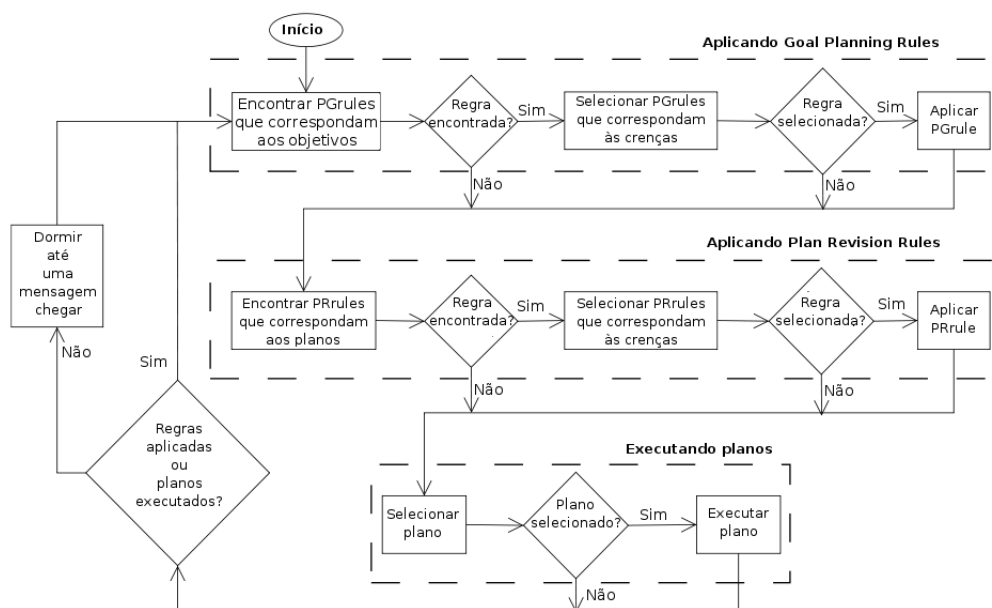 Início
Aplicando Goal Planning Rules
Encontrar PGrules
que correspondam
aos objetivos
Regra
encontrada?
Sim
Selecionar PGrules
que correspondam
às crenças
Regra
selecionada?
Sim
Aplicar
PGrule
Não
Não
Dormir
até
uma
mensagem
chegar
Aplicando Plan Revision Rules
Encontrar PRrules
que correspondam
aos planos
Regra
encontrada?
Sim
Selecionar PRrules
que correspondam
às crenças
Regra
selecionada?
Sim
Aplicar
PRrule
Não
Não
Não
Sim
Regras
aplicadas
ou
planos
executados?
Executando planos
Selecionar
plano
Plano
selecionado?
Sim
Executar
plano
Não